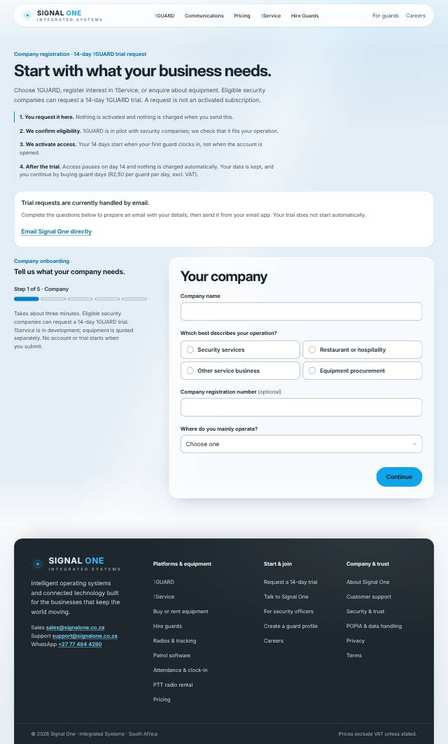 SIGNAL ONE
INTEGRATED SYSTEMS
1GUARD Communications Pricing 1Service Hire Guards
For guards Careers
Company registration · 14-day 1GUARD trial request
Start with what your business needs.
Choose 1GUARD, register interest in 1Service, or enquire about equipment. Eligible security
companies can request a 14-day 1GUARD trial. A request is not an activated subscription.
1. You request it here. Nothing is activated and nothing is charged when you send this.
2. We confirm eligibility. 1GUARD is in pilot with security companies; we check that it fits your operation.
3. We activate access. Your 14 days start when your first guard clocks in, not when the account is
opened.
4. After the trial. Access pauses on day 14 and nothing is charged automatically. Your data is kept, and
you continue by buying guard days (R2,50 per guard per day, excl. VAT).
Trial requests are currently handled by email.
Complete the questions below to prepare an email with your details, then send it from your email app. Your trial does not start automatically.
Email Signal One directly
Company onboarding
Tell us what your company needs.
Step 1 of 5 · Company
Takes about three minutes. Eligible security
companies can request a 14-day 1GUARD trial.
1Service is in development; equipment is quoted
separately. No account or trial starts when
you submit.
Your company
Company name
Which best describes your operation?
Security services
Restaurant or hospitality
Other service business
Equipment procurement
Company registration number (optional)
Where do you mainly operate?
Choose one
Continue
SIGNAL ONE
INTEGRATED SYSTEMS
Intelligent operating systems
and connected technology built
for the businesses that keep the
world moving.
Sales sales@signalone.co.za
Support support@signalone.co.za
WhatsApp +27 77 484 4280
Platforms & equipment
1GUARD
1Service
Buy or rent equipment
Hire guards
Radios & tracking
Patrol software
Attendance & clock-in
PTT radio rental
Pricing
Start & join
Request a 14-day trial
Talk to Signal One
For security officers
Create a guard profile
Careers
Company & trust
About Signal One
Customer support
Security & trust
POPIA & data handling
Privacy
Terms
© 2026 Signal One · Integrated Systems · South Africa
Prices exclude VAT unless stated.